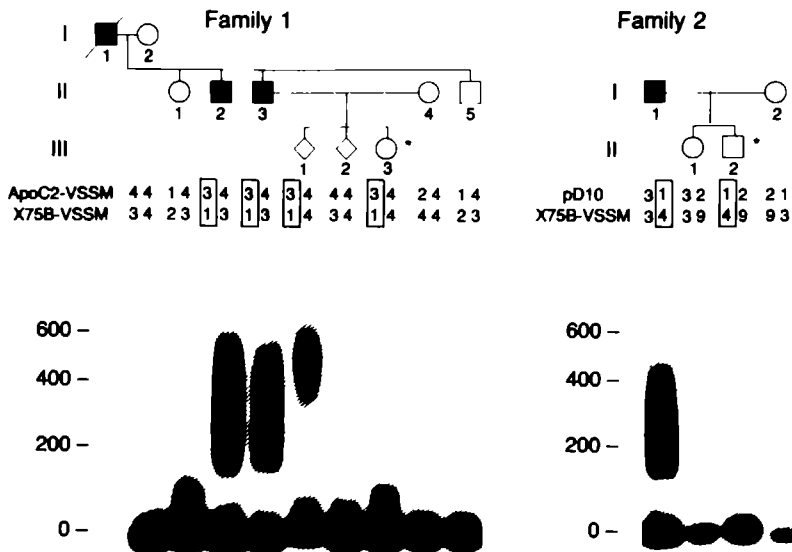 Family 1
Family 2
I
1
2
I
1
2
II
1
2
3
4
5
II
1
2
*
III
1
2
3
*
ApoC2-VSSM 4 4 1 4 3 4 3 4 3 4 4 4 3 4 2 4 1 4
X75B-VSSM 3 4 2 3 1 3 1 3 1 4 3 4 1 4 4 4 2 3
pD10 3 1 3 2 1 2 2 1
X75B-VSSM 3 4 3 9 4 9 9 3
600 –
400 –
200 –
0 –
600 –
400 –
200 –
0 –